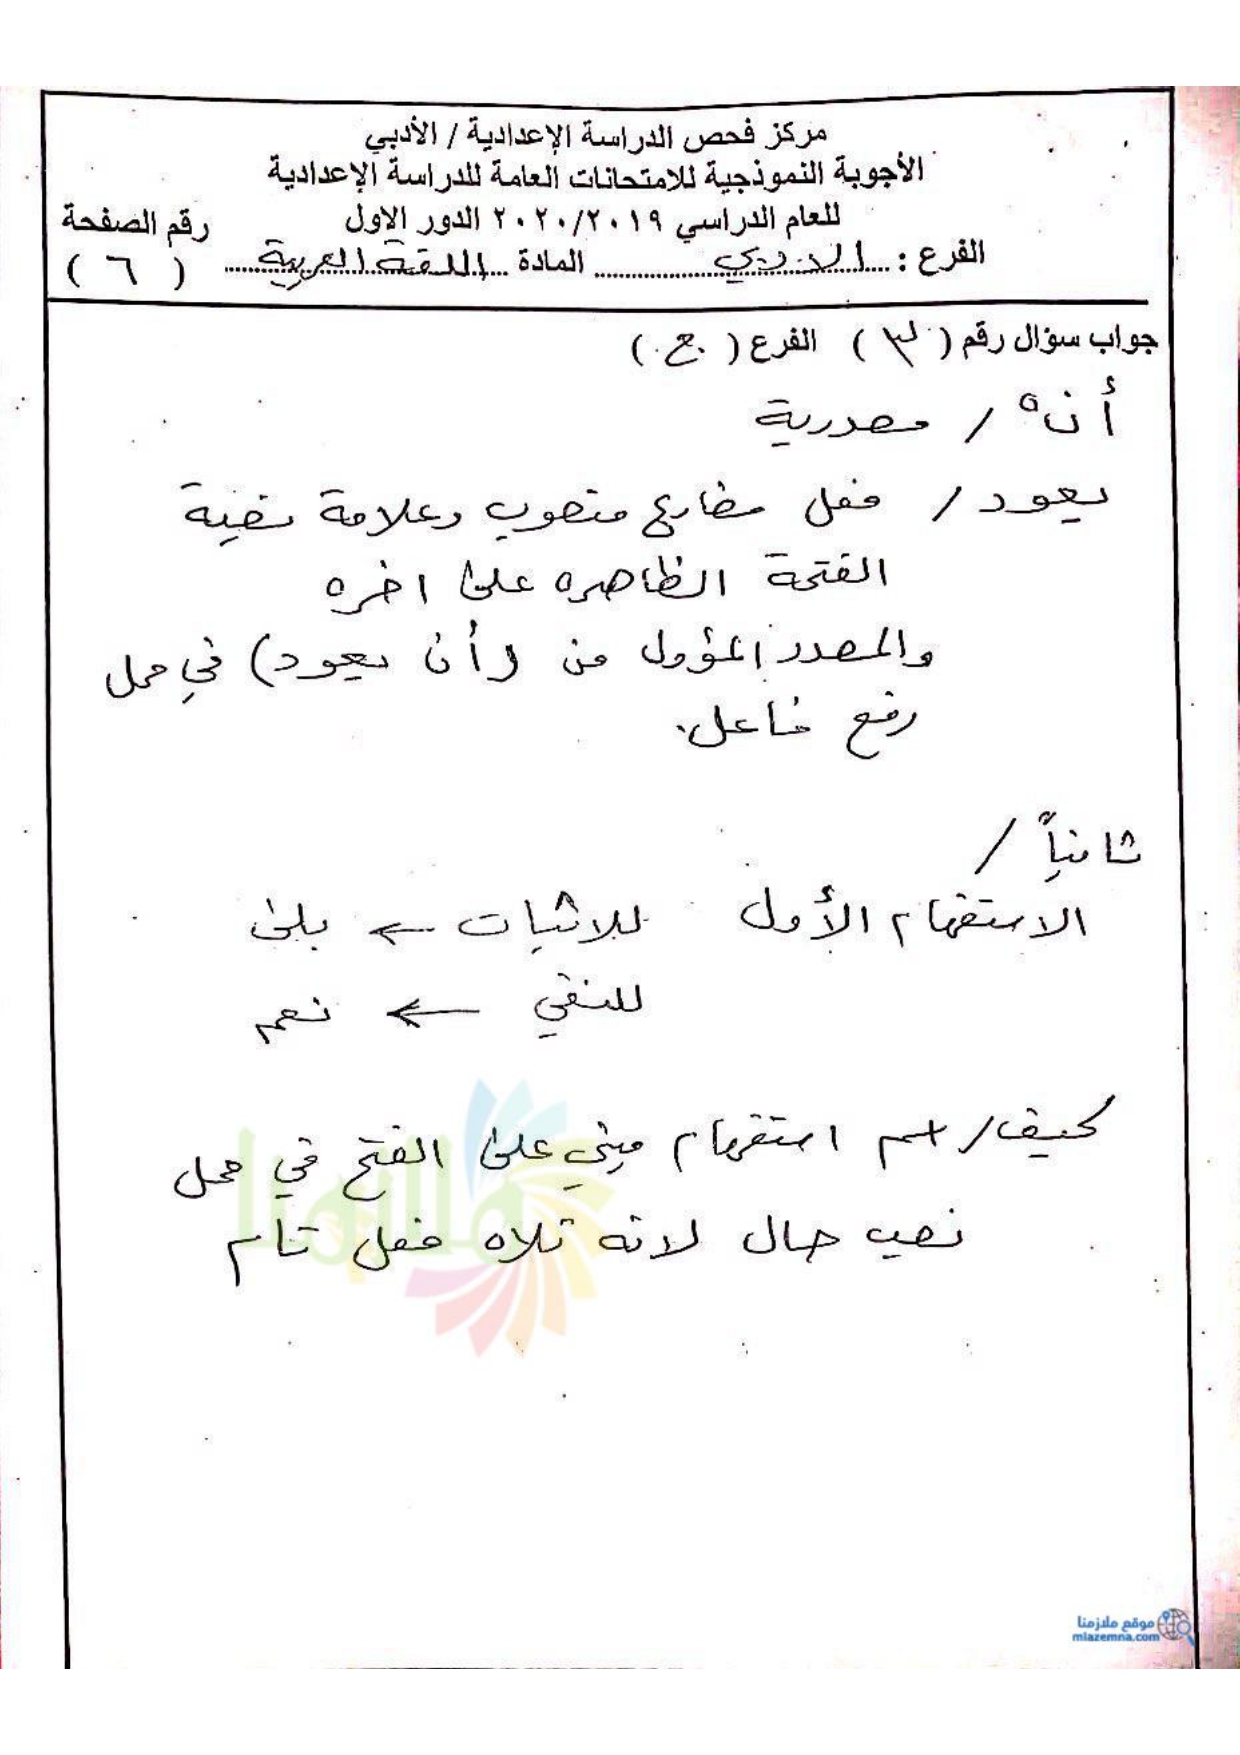 مركز فحص الدراسة الإعدادية / الأدبي
الأجوبة النموذجية للامتحانات العامة للدراسة الإعدادية
للعام الدراسي ٢٠٢٠/٢٠١٩ الدور الاول
رقم الصفحة
الفرع : الادبي المادة اللغة العربية ( ٦ )
جواب سؤال رقم ( ٣ ) الفرع ( ج )
أنْ / مصدرية
يعود / فعل مضارع منصوب وعلامة نصبه
الفتحة الظاهره على اخره
والمصدر المؤول من (أن يعود) في محل
رفع فاعل.
ثانياً /
الاستفهام الأول للاثبات ← بلى
للنفي ← نعم
كيف / اسم استفهام مبني على الفتح في محل
نصب حال لانه تلاه فعل تام
ملازمنا
موقع ملازمنا
mlazemna.com